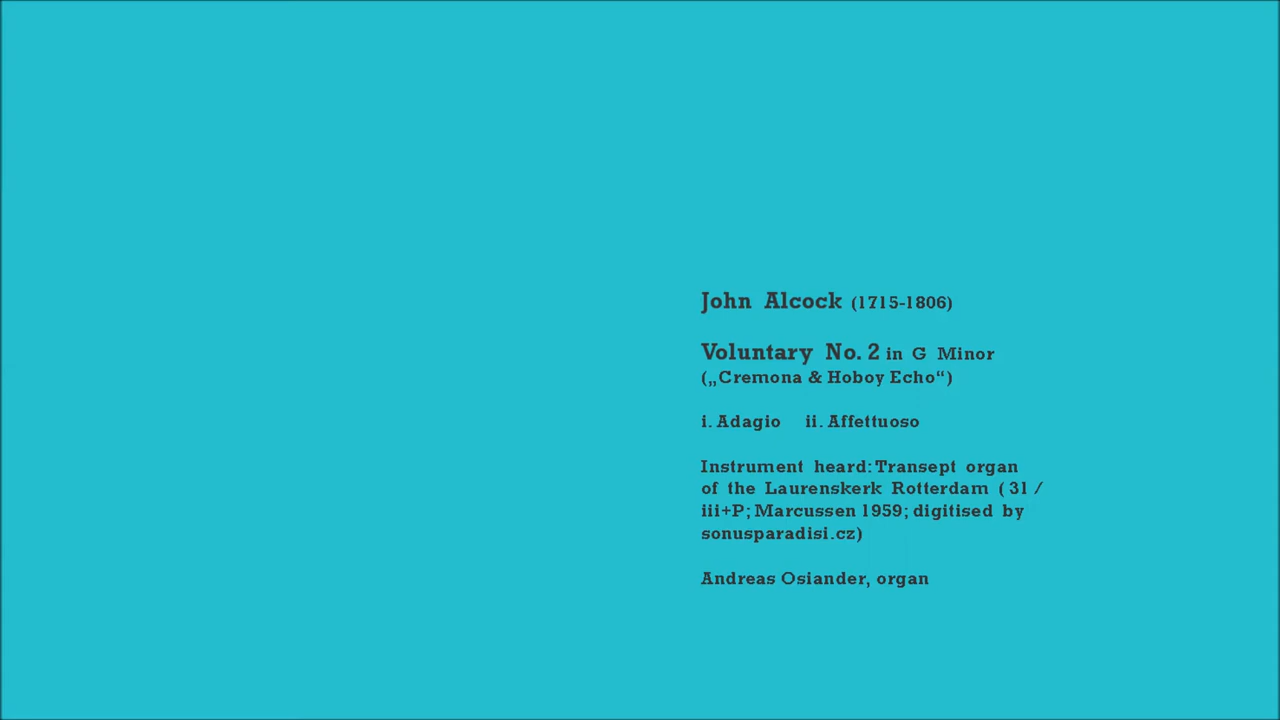 John Alcock (1715-1806)
Voluntary No. 2 in G Minor
(„Cremona & Hoboy Echo“)
i. Adagio ii. Affettuoso
Instrument heard: Transept organ
of the Laurenskerk Rotterdam ( 31 /
iii+P; Marcussen 1959; digitised by
sonusparadisi.cz)
Andreas Osiander, organ